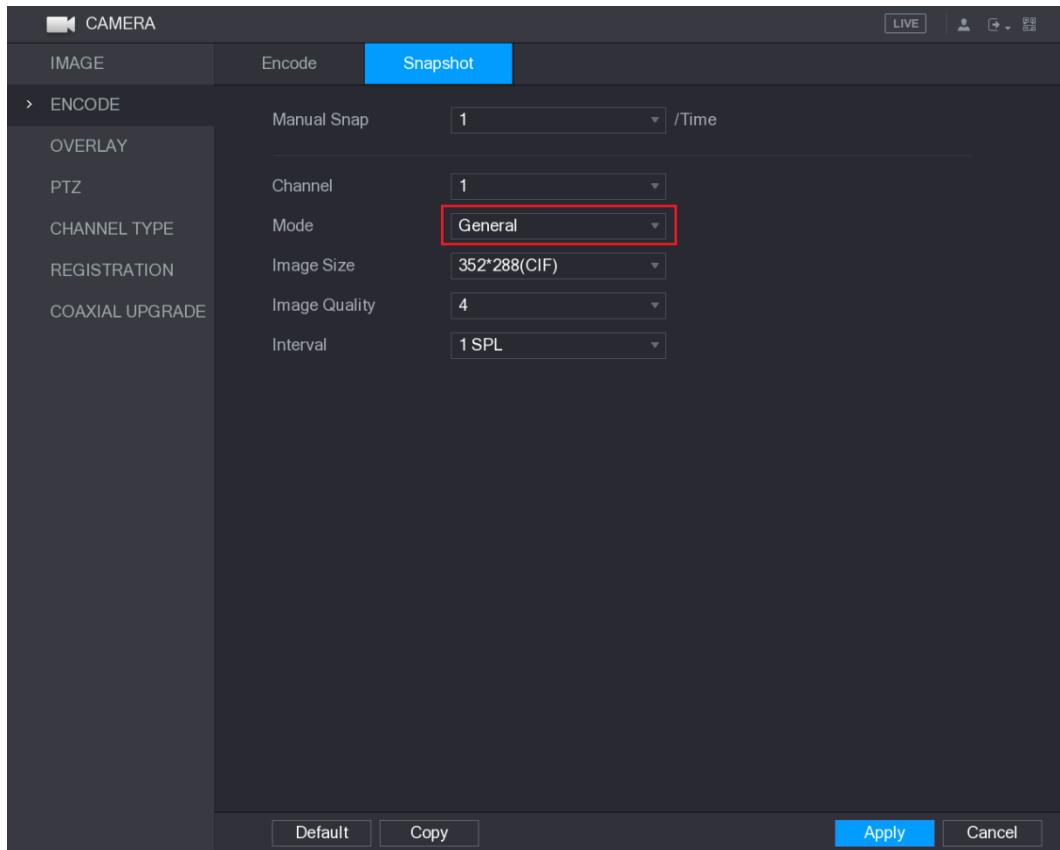 CAMERA LIVE
IMAGE
ENCODE
OVERLAY
PTZ
CHANNEL TYPE
REGISTRATION
COAXIAL UPGRADE
Encode Snapshot
Manual Snap 1 /Time
Channel 1
Mode General
Image Size 352*288(CIF)
Image Quality 4
Interval 1 SPL
Default Copy Apply Cancel